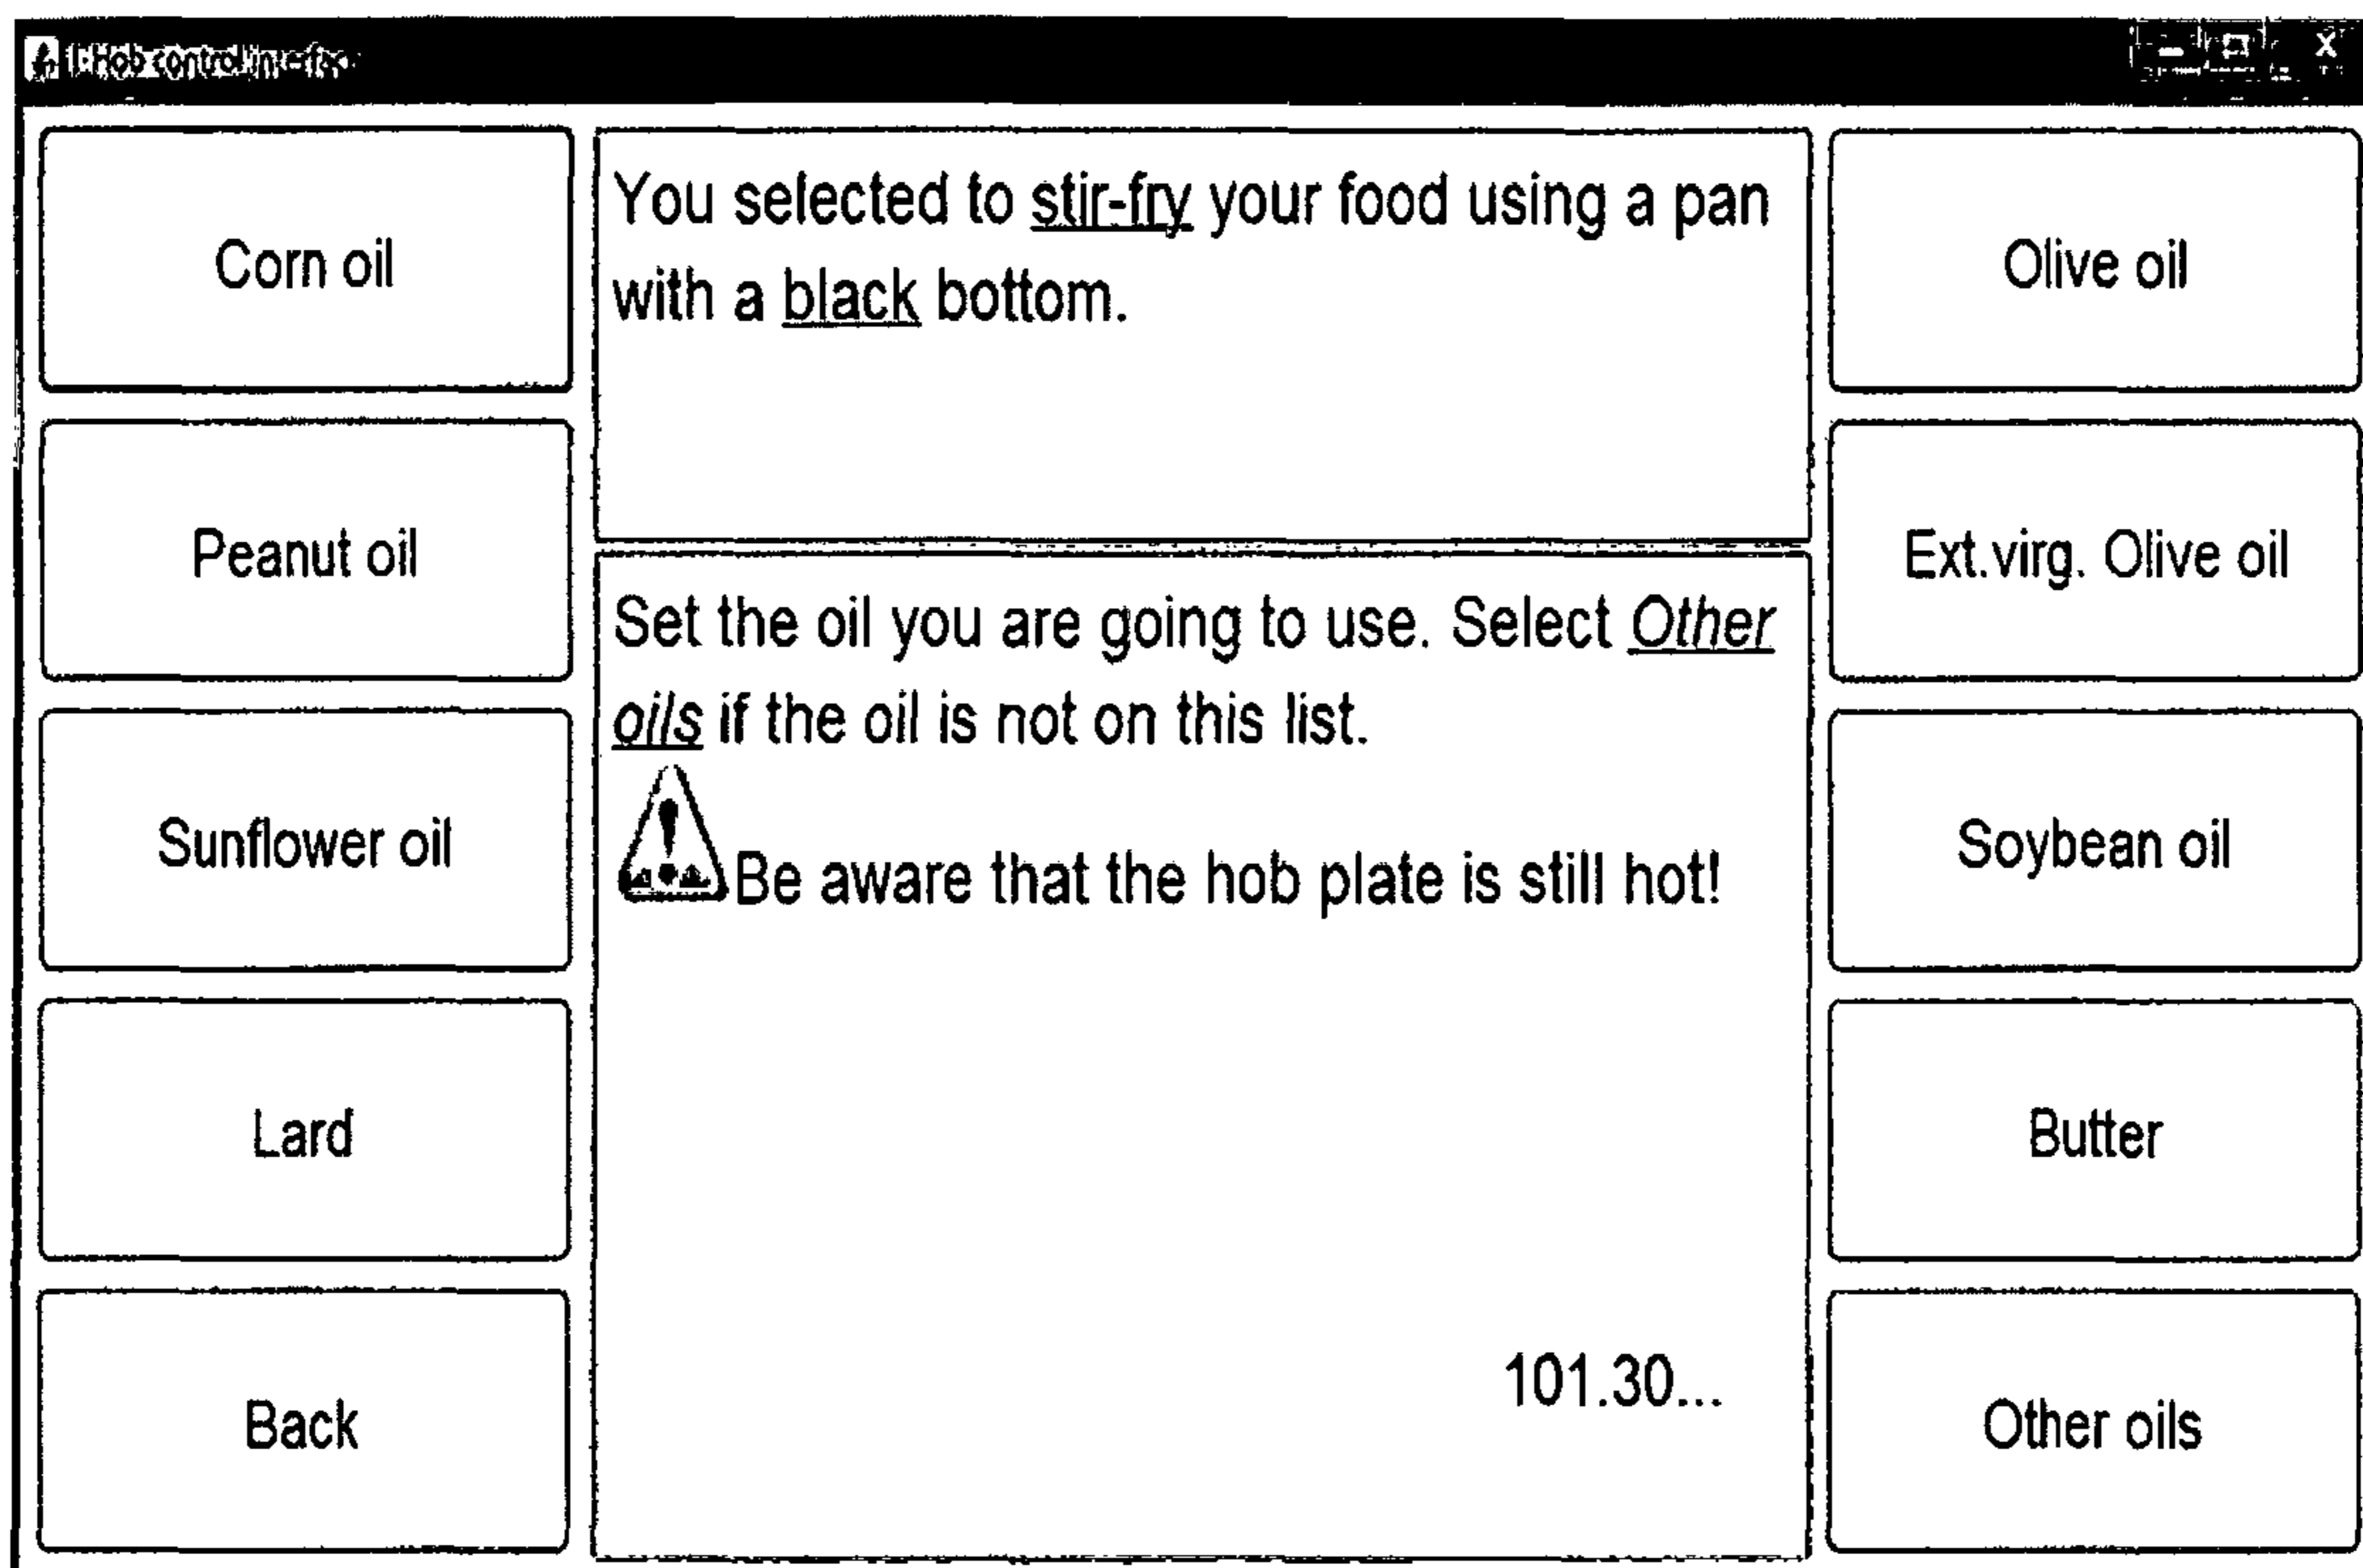 Hob control
Corn oil
Peanut oil
Sunflower oil
Lard
Back
You selected to stir-fry your food using a pan
with a black bottom.
Set the oil you are going to use. Select Other
oils if the oil is not on this list.
Be aware that the hob plate is still hot!
101.30...
Olive oil
Ext.virg. Olive oil
Soybean oil
Butter
Other oils